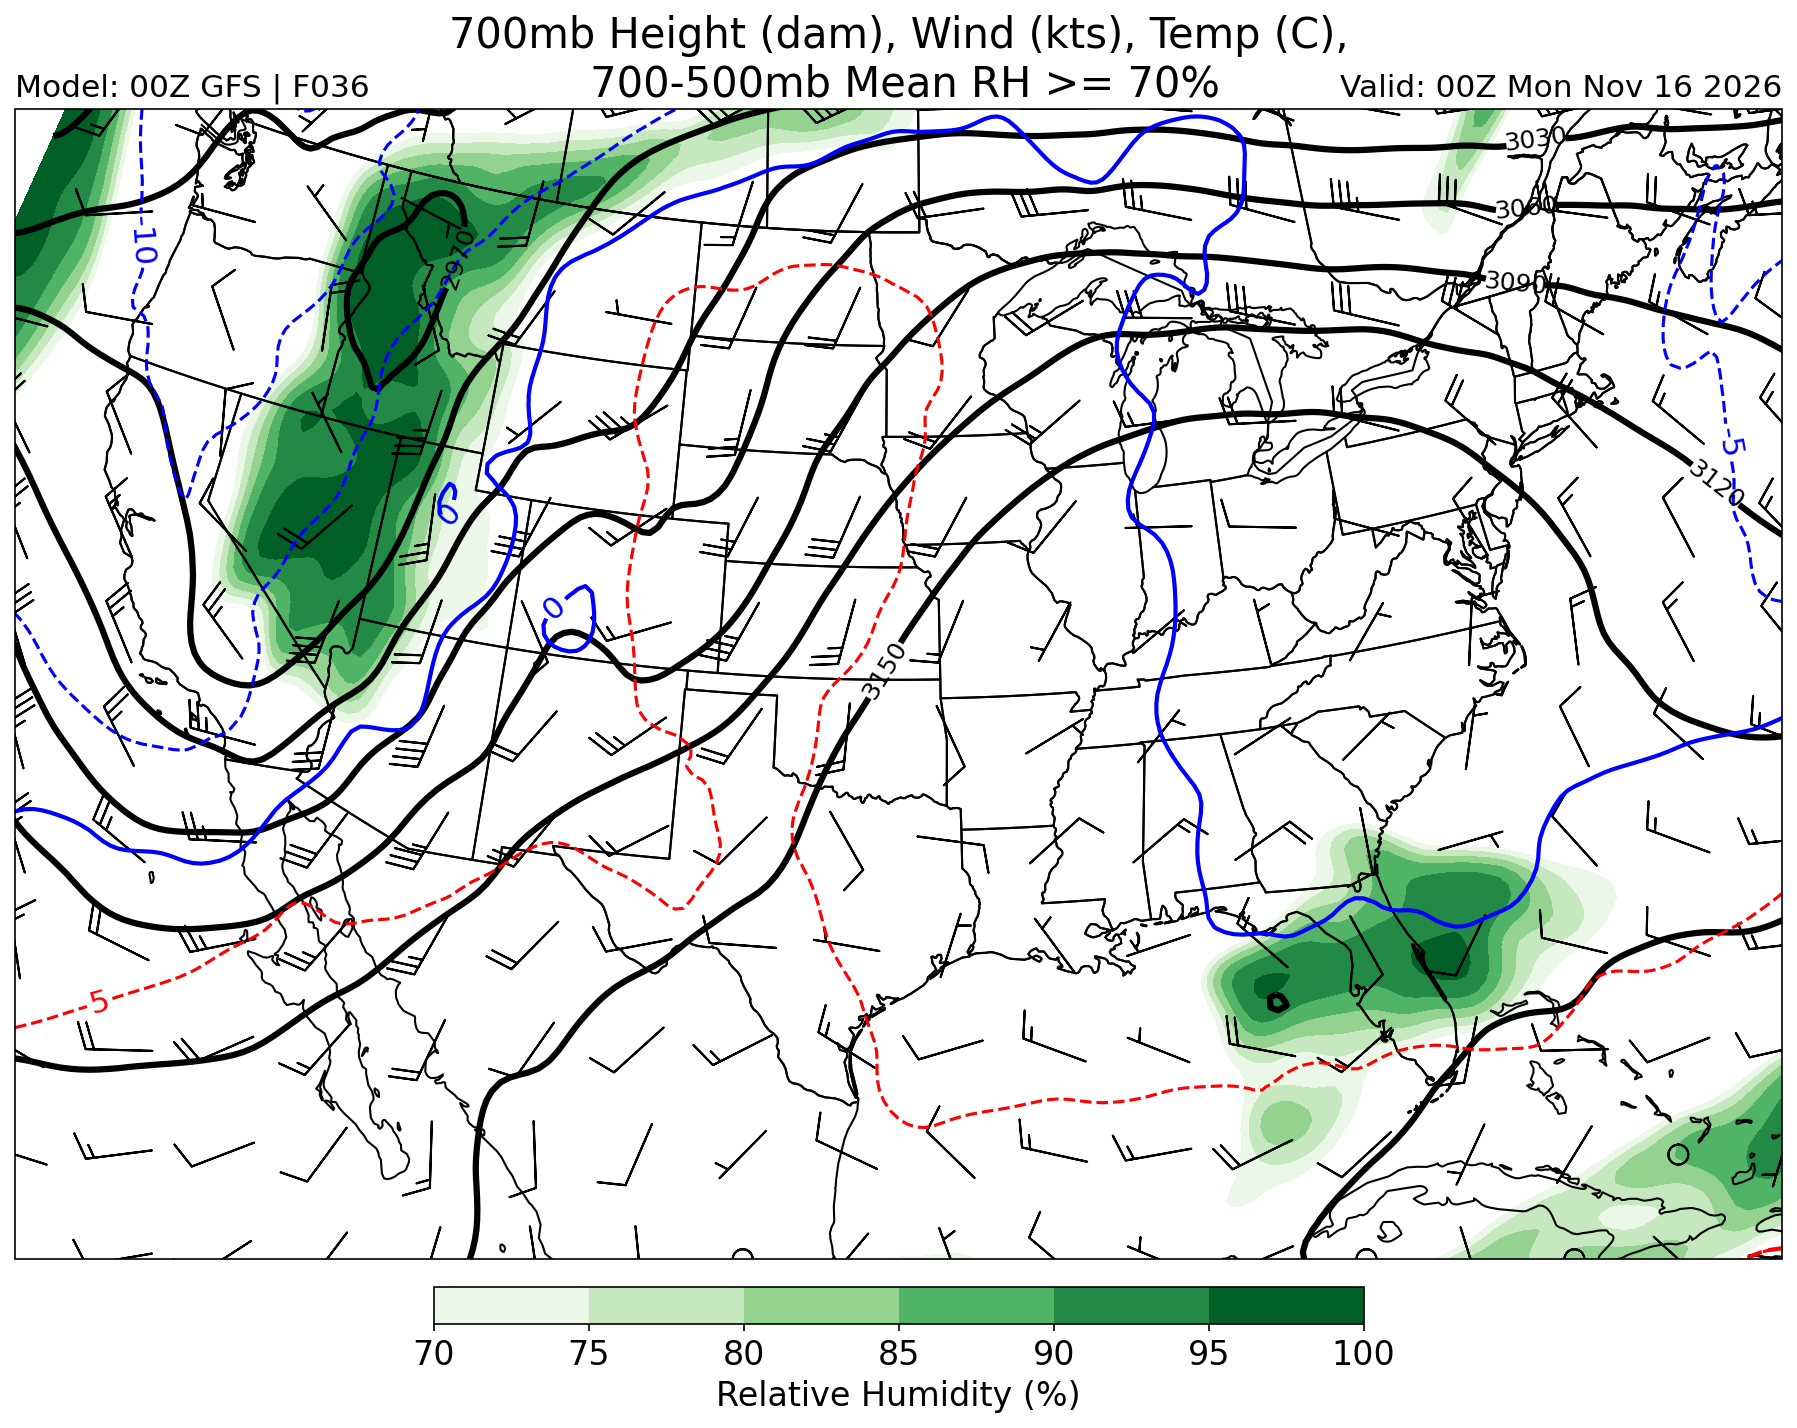 700mb Height (dam), Wind (kts), Temp (C),
Model: 00Z GFS | F036
700-500mb Mean RH >= 70%
Valid: 00Z Mon Nov 16 2026
3030
3060
-10
2970
3090
-5
3120
0
0
3150
5
70 75 80 85 90 95 100
Relative Humidity (%)